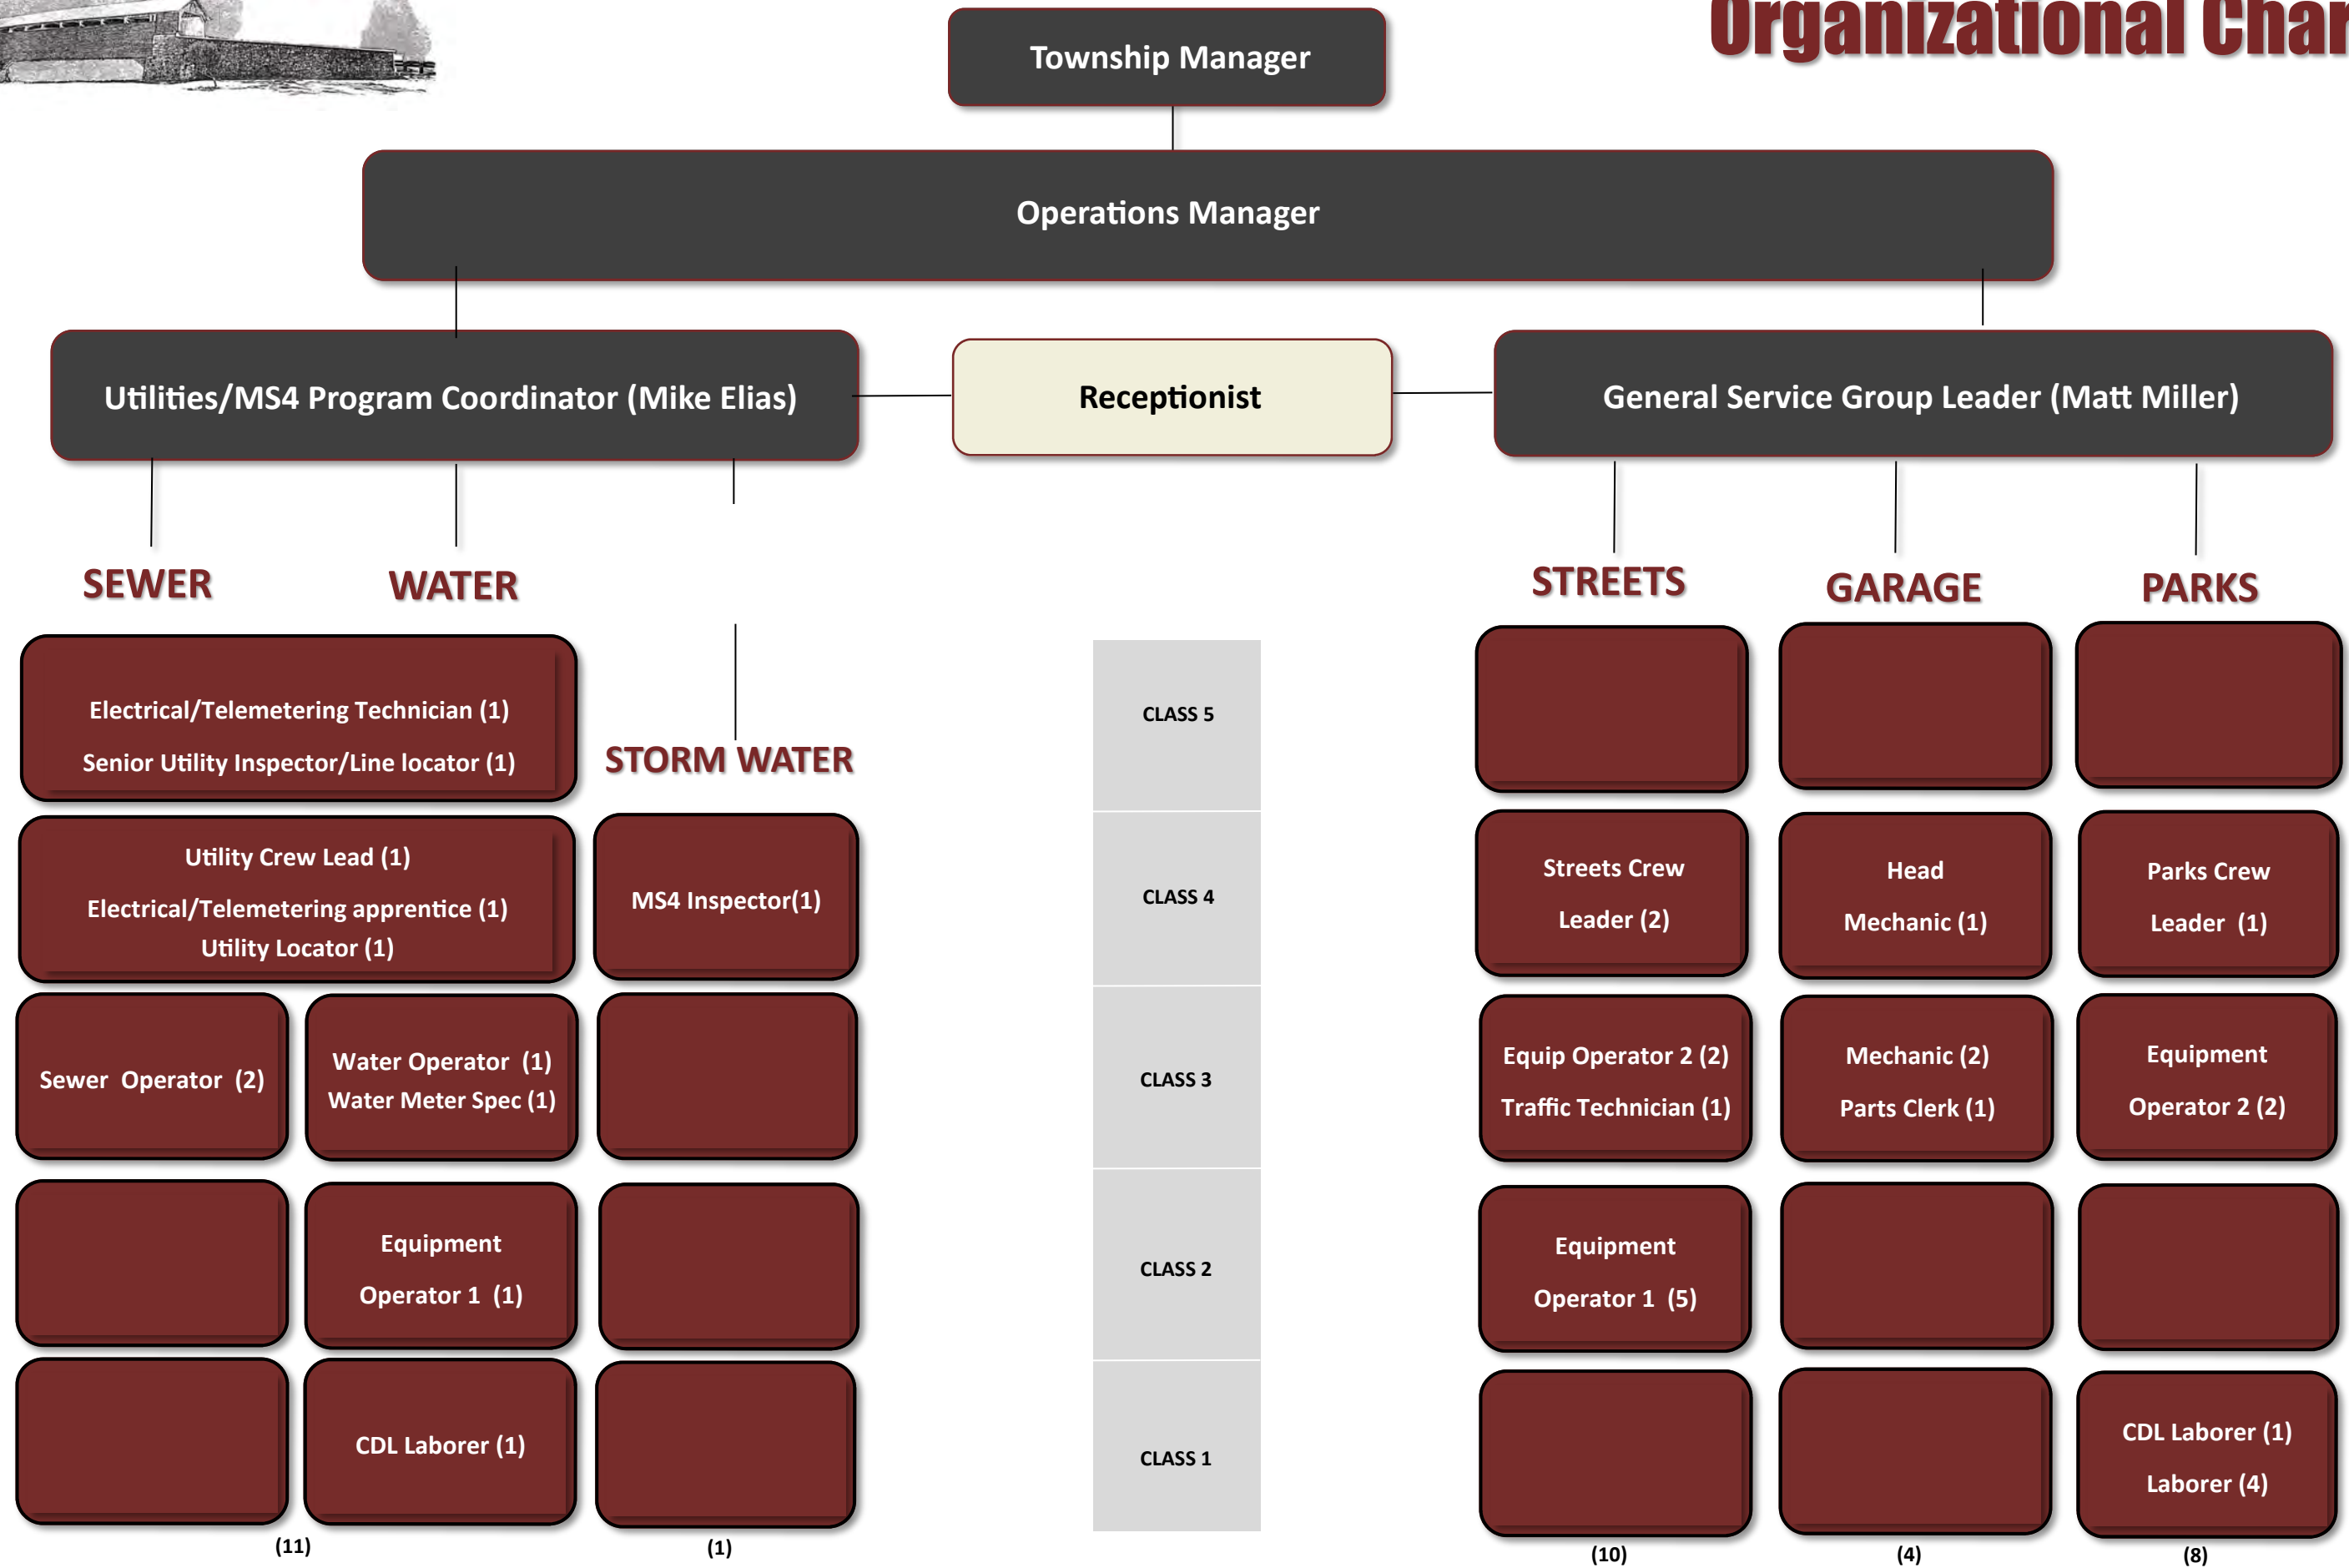 Organizational Char
Township Manager
Operations Manager
Utilities/MS4 Program Coordinator (Mike Elias)
Receptionist
General Service Group Leader (Matt Miller)
SEWER
WATER
STORM WATER
STREETS
GARAGE
PARKS
Electrical/Telemetering Technician (1)
Senior Utility Inspector/Line locator (1)
CLASS 5
Utility Crew Lead (1)
Electrical/Telemetering apprentice (1)
Utility Locator (1)
MS4 Inspector(1)
CLASS 4
Streets Crew
Leader (2)
Head
Mechanic (1)
Parks Crew
Leader (1)
Sewer Operator (2)
Water Operator (1)
Water Meter Spec (1)
CLASS 3
Equip Operator 2 (2)
Traffic Technician (1)
Mechanic (2)
Parts Clerk (1)
Equipment
Operator 2 (2)
Equipment
Operator 1 (1)
CLASS 2
Equipment
Operator 1 (5)
CDL Laborer (1)
CLASS 1
CDL Laborer (1)
Laborer (4)
(11)
(1)
(10)
(4)
(8)